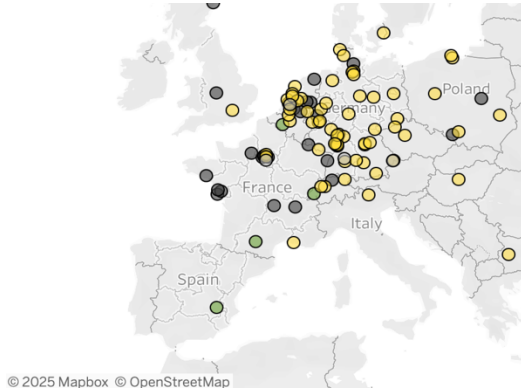 Poland
Germany
France
Italy
Spain
© 2025 Mapbox © OpenStreetMap